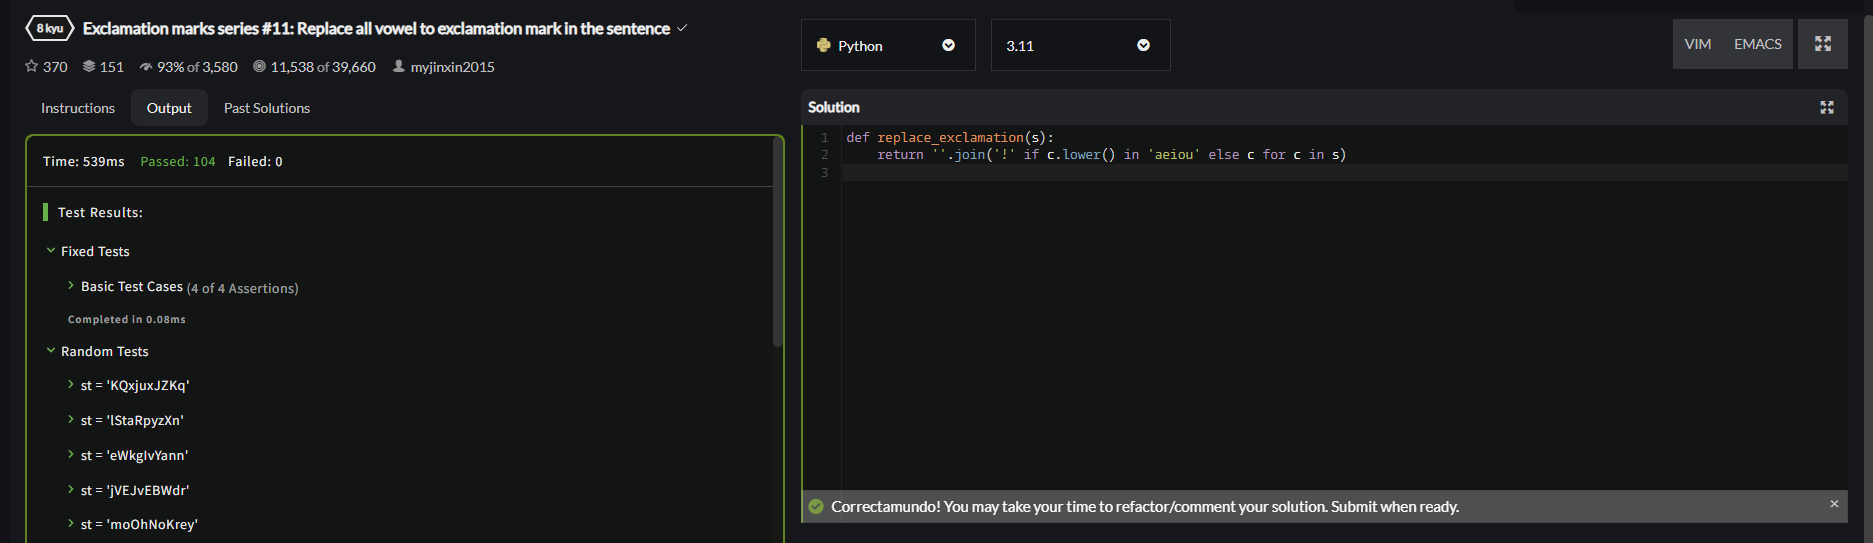 8 kyu Exclamation marks series #11: Replace all vowel to exclamation mark in the sentence
370 151 93% of 3,580 11,538 of 39,660 myjinxin2015
Python 3.11 VIM EMACS
Instructions Output Past Solutions
Time: 539ms Passed: 104 Failed: 0
Test Results:
Fixed Tests
Basic Test Cases (4 of 4 Assertions)
Completed in 0.08ms
Random Tests
st = 'KQxjuxJZKq'
st = 'lStaRpyzXn'
st = 'eWkgIvYann'
st = 'jVEJvEBWdr'
st = 'moOhNoKrey'
Solution
1 def replace_exclamation(s):
2     return ''.join('!' if c.lower() in 'aeiou' else c for c in s)
3
Correctamundo! You may take your time to refactor/comment your solution. Submit when ready. ×